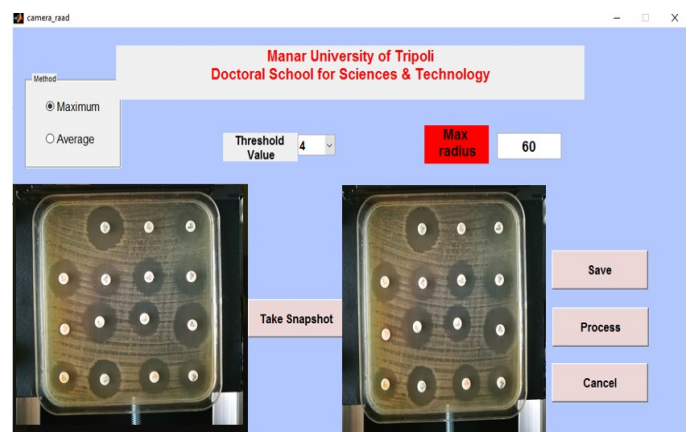 camera_raad
Manar University of Tripoli
Doctoral School for Sciences & Technology
Method
Maximum
Average
Threshold
Value
4
Max
radius
60
Take Snapshot
Save
Process
Cancel